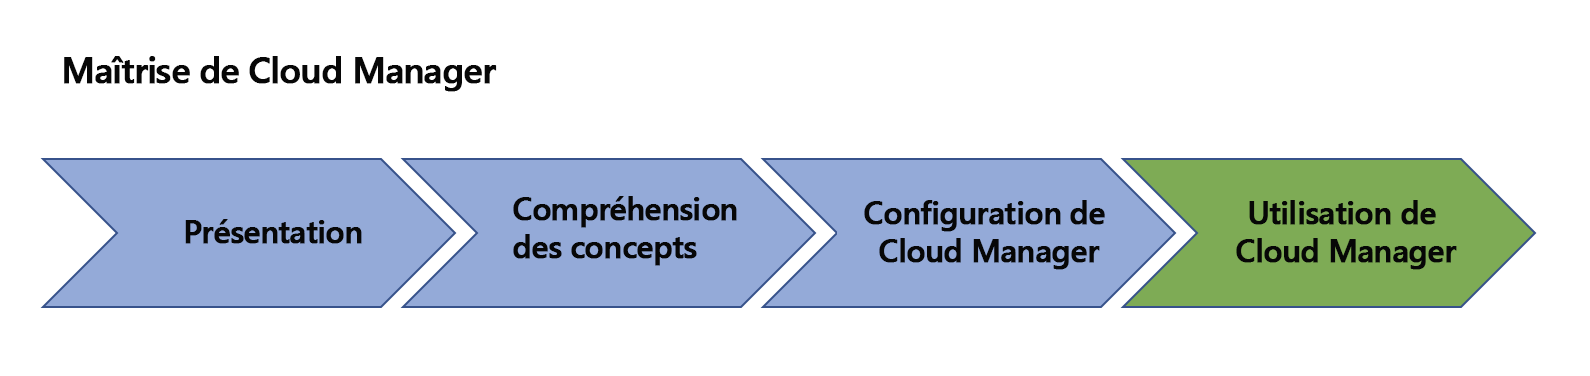 Maîtrise de Cloud Manager
Présentation
Compréhension
des concepts
Configuration de
Cloud Manager
Utilisation de
Cloud Manager